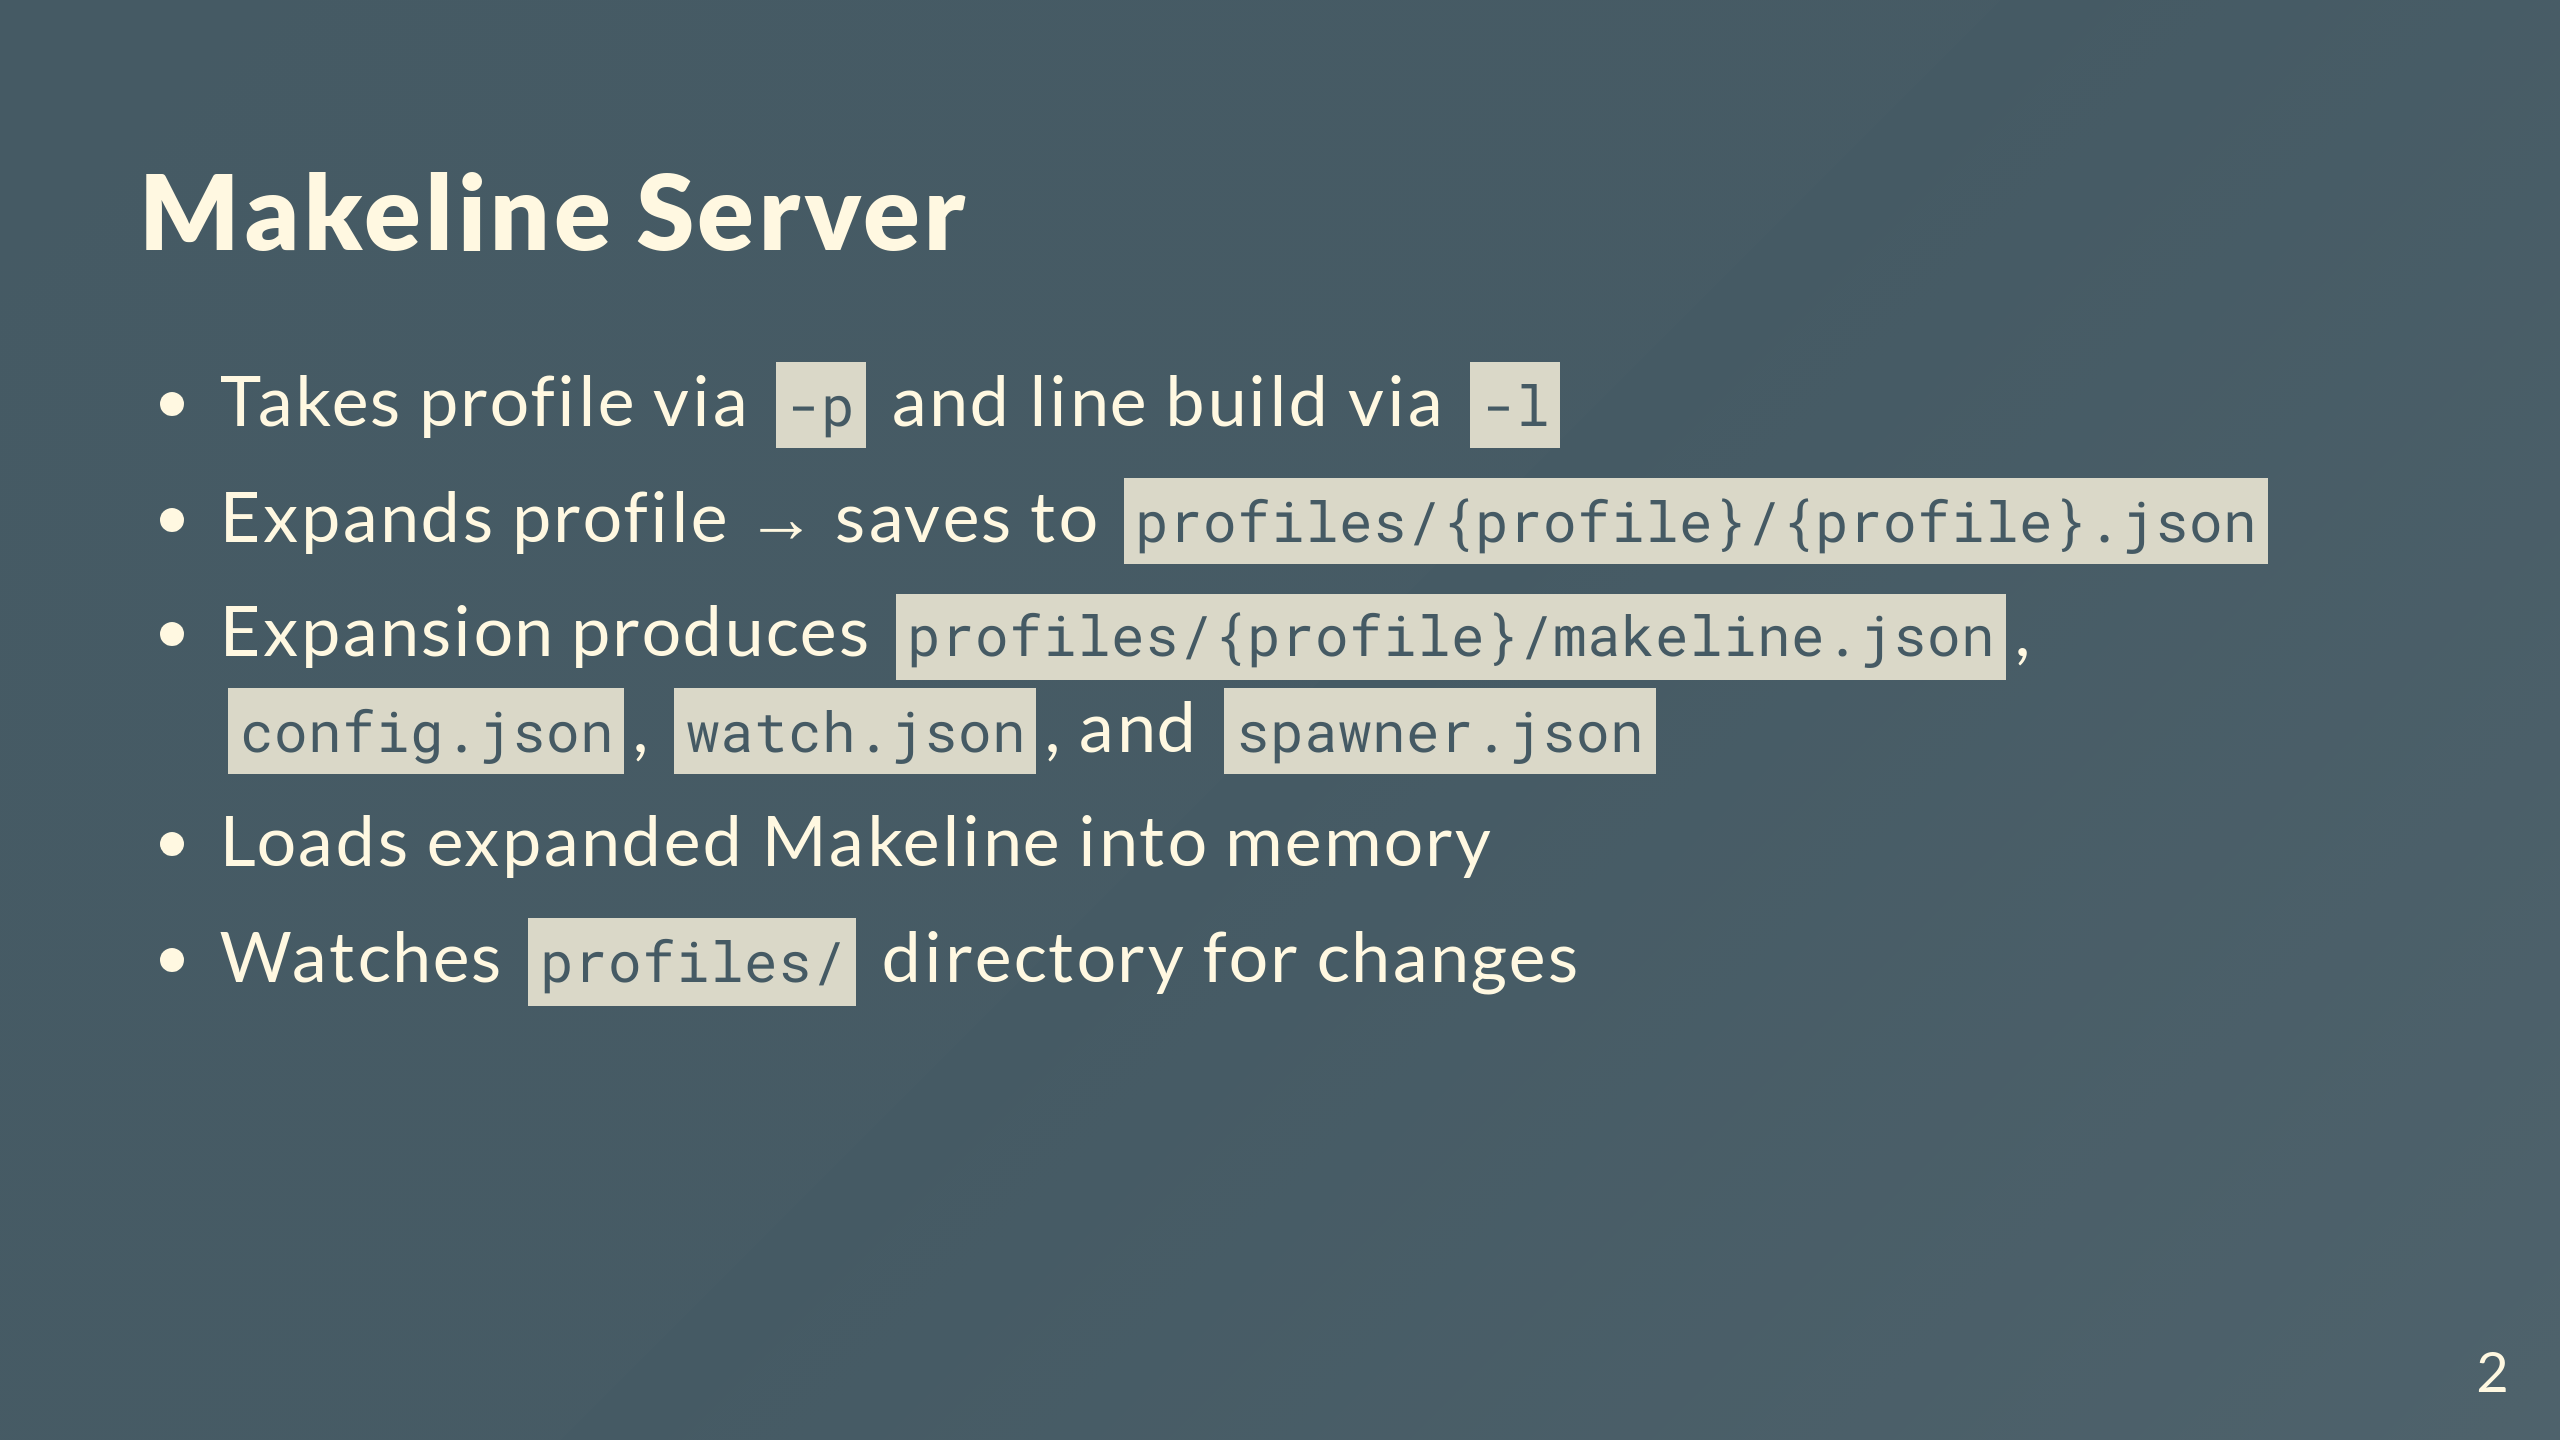 Makeline Server
• Takes profile via -p and line build via -l
• Expands profile → saves to profiles/{profile}/{profile}.json
• Expansion produces profiles/{profile}/makeline.json,
config.json, watch.json, and spawner.json
• Loads expanded Makeline into memory
• Watches profiles/ directory for changes
2